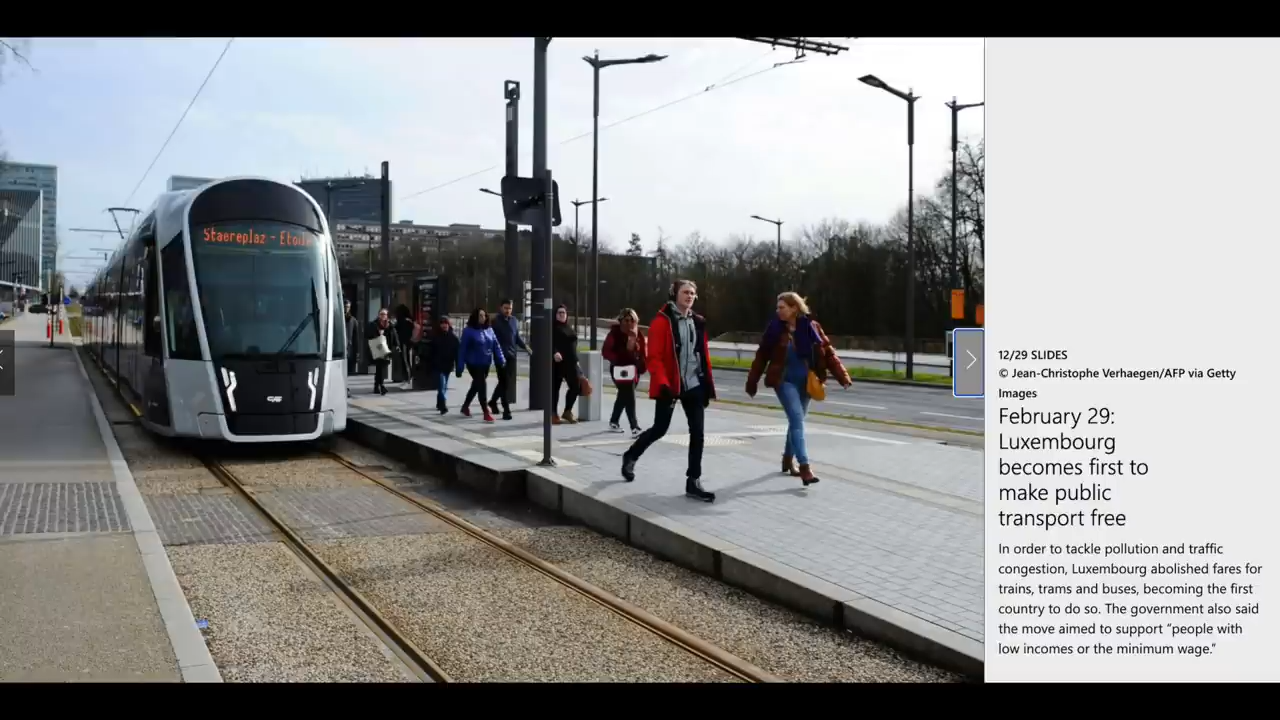 Staereplaz - Etoile
12/29 SLIDES
© Jean-Christophe Verhaegen/AFP via Getty
Images
February 29:
Luxembourg
becomes first to
make public
transport free
In order to tackle pollution and traffic
congestion, Luxembourg abolished fares for
trains, trams and buses, becoming the first
country to do so. The government also said
the move aimed to support “people with
low incomes or the minimum wage.”